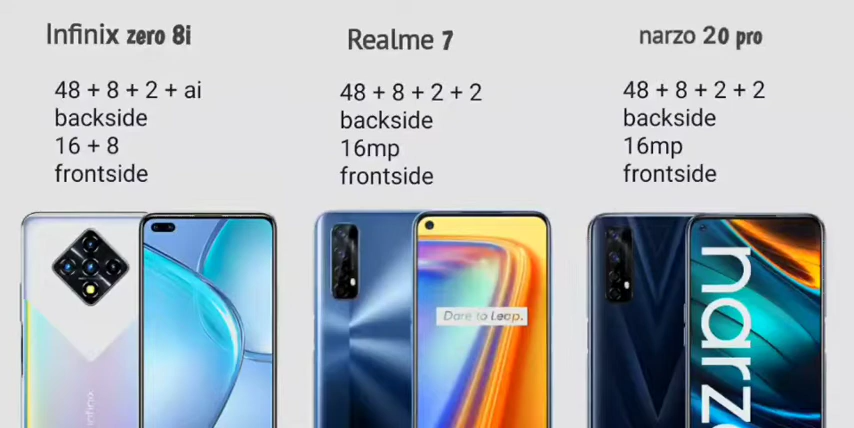 Infinix zero 8i
48 + 8 + 2 + ai
backside
16 + 8
frontside
Realme 7
48 + 8 + 2 + 2
backside
16mp
frontside
narzo 20 pro
48 + 8 + 2 + 2
backside
16mp
frontside
Infinix
Dare to Leap.
narzo